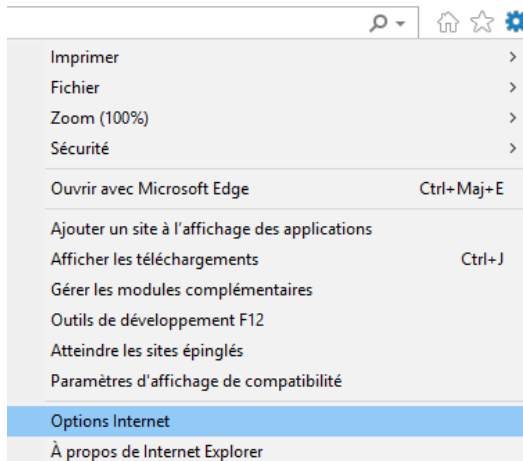 Imprimer
Fichier
Zoom (100%)
Sécurité
Ouvrir avec Microsoft Edge Ctrl+Maj+E
Ajouter un site à l'affichage des applications
Afficher les téléchargements Ctrl+J
Gérer les modules complémentaires
Outils de développement F12
Atteindre les sites épinglés
Paramètres d'affichage de compatibilité
Options Internet
À propos de Internet Explorer